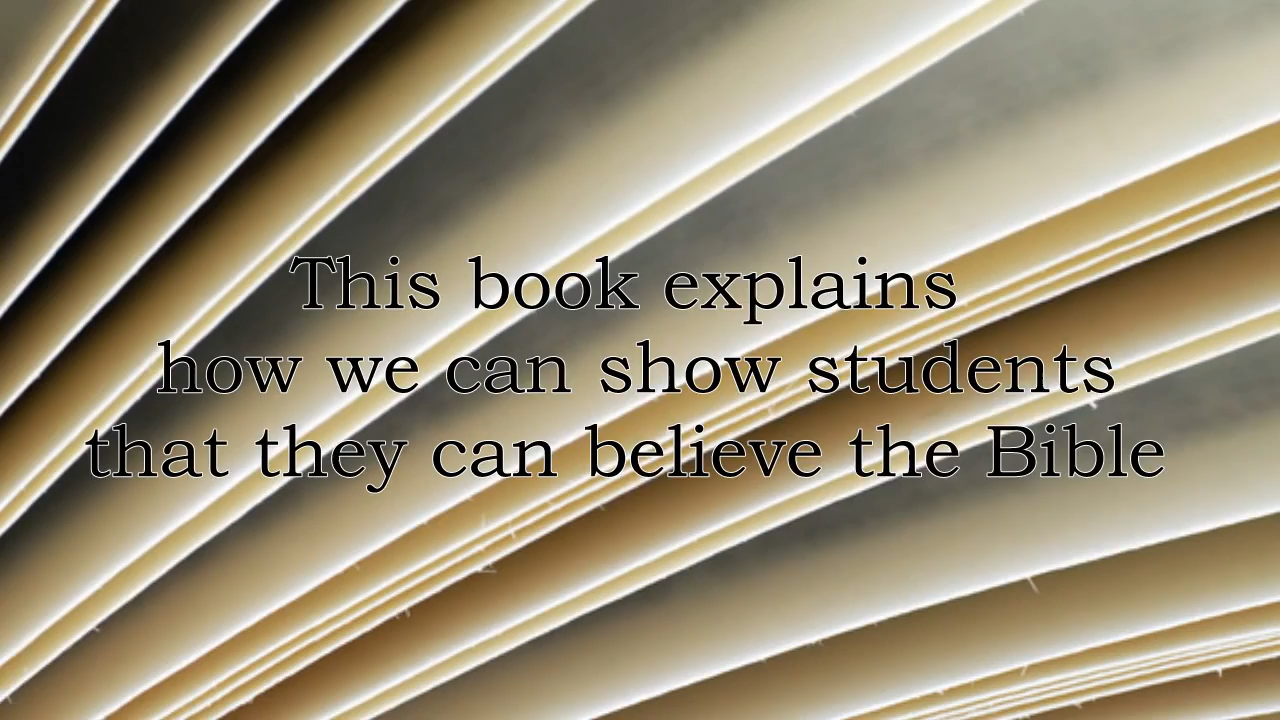 This book explains
how we can show students
that they can believe the Bible